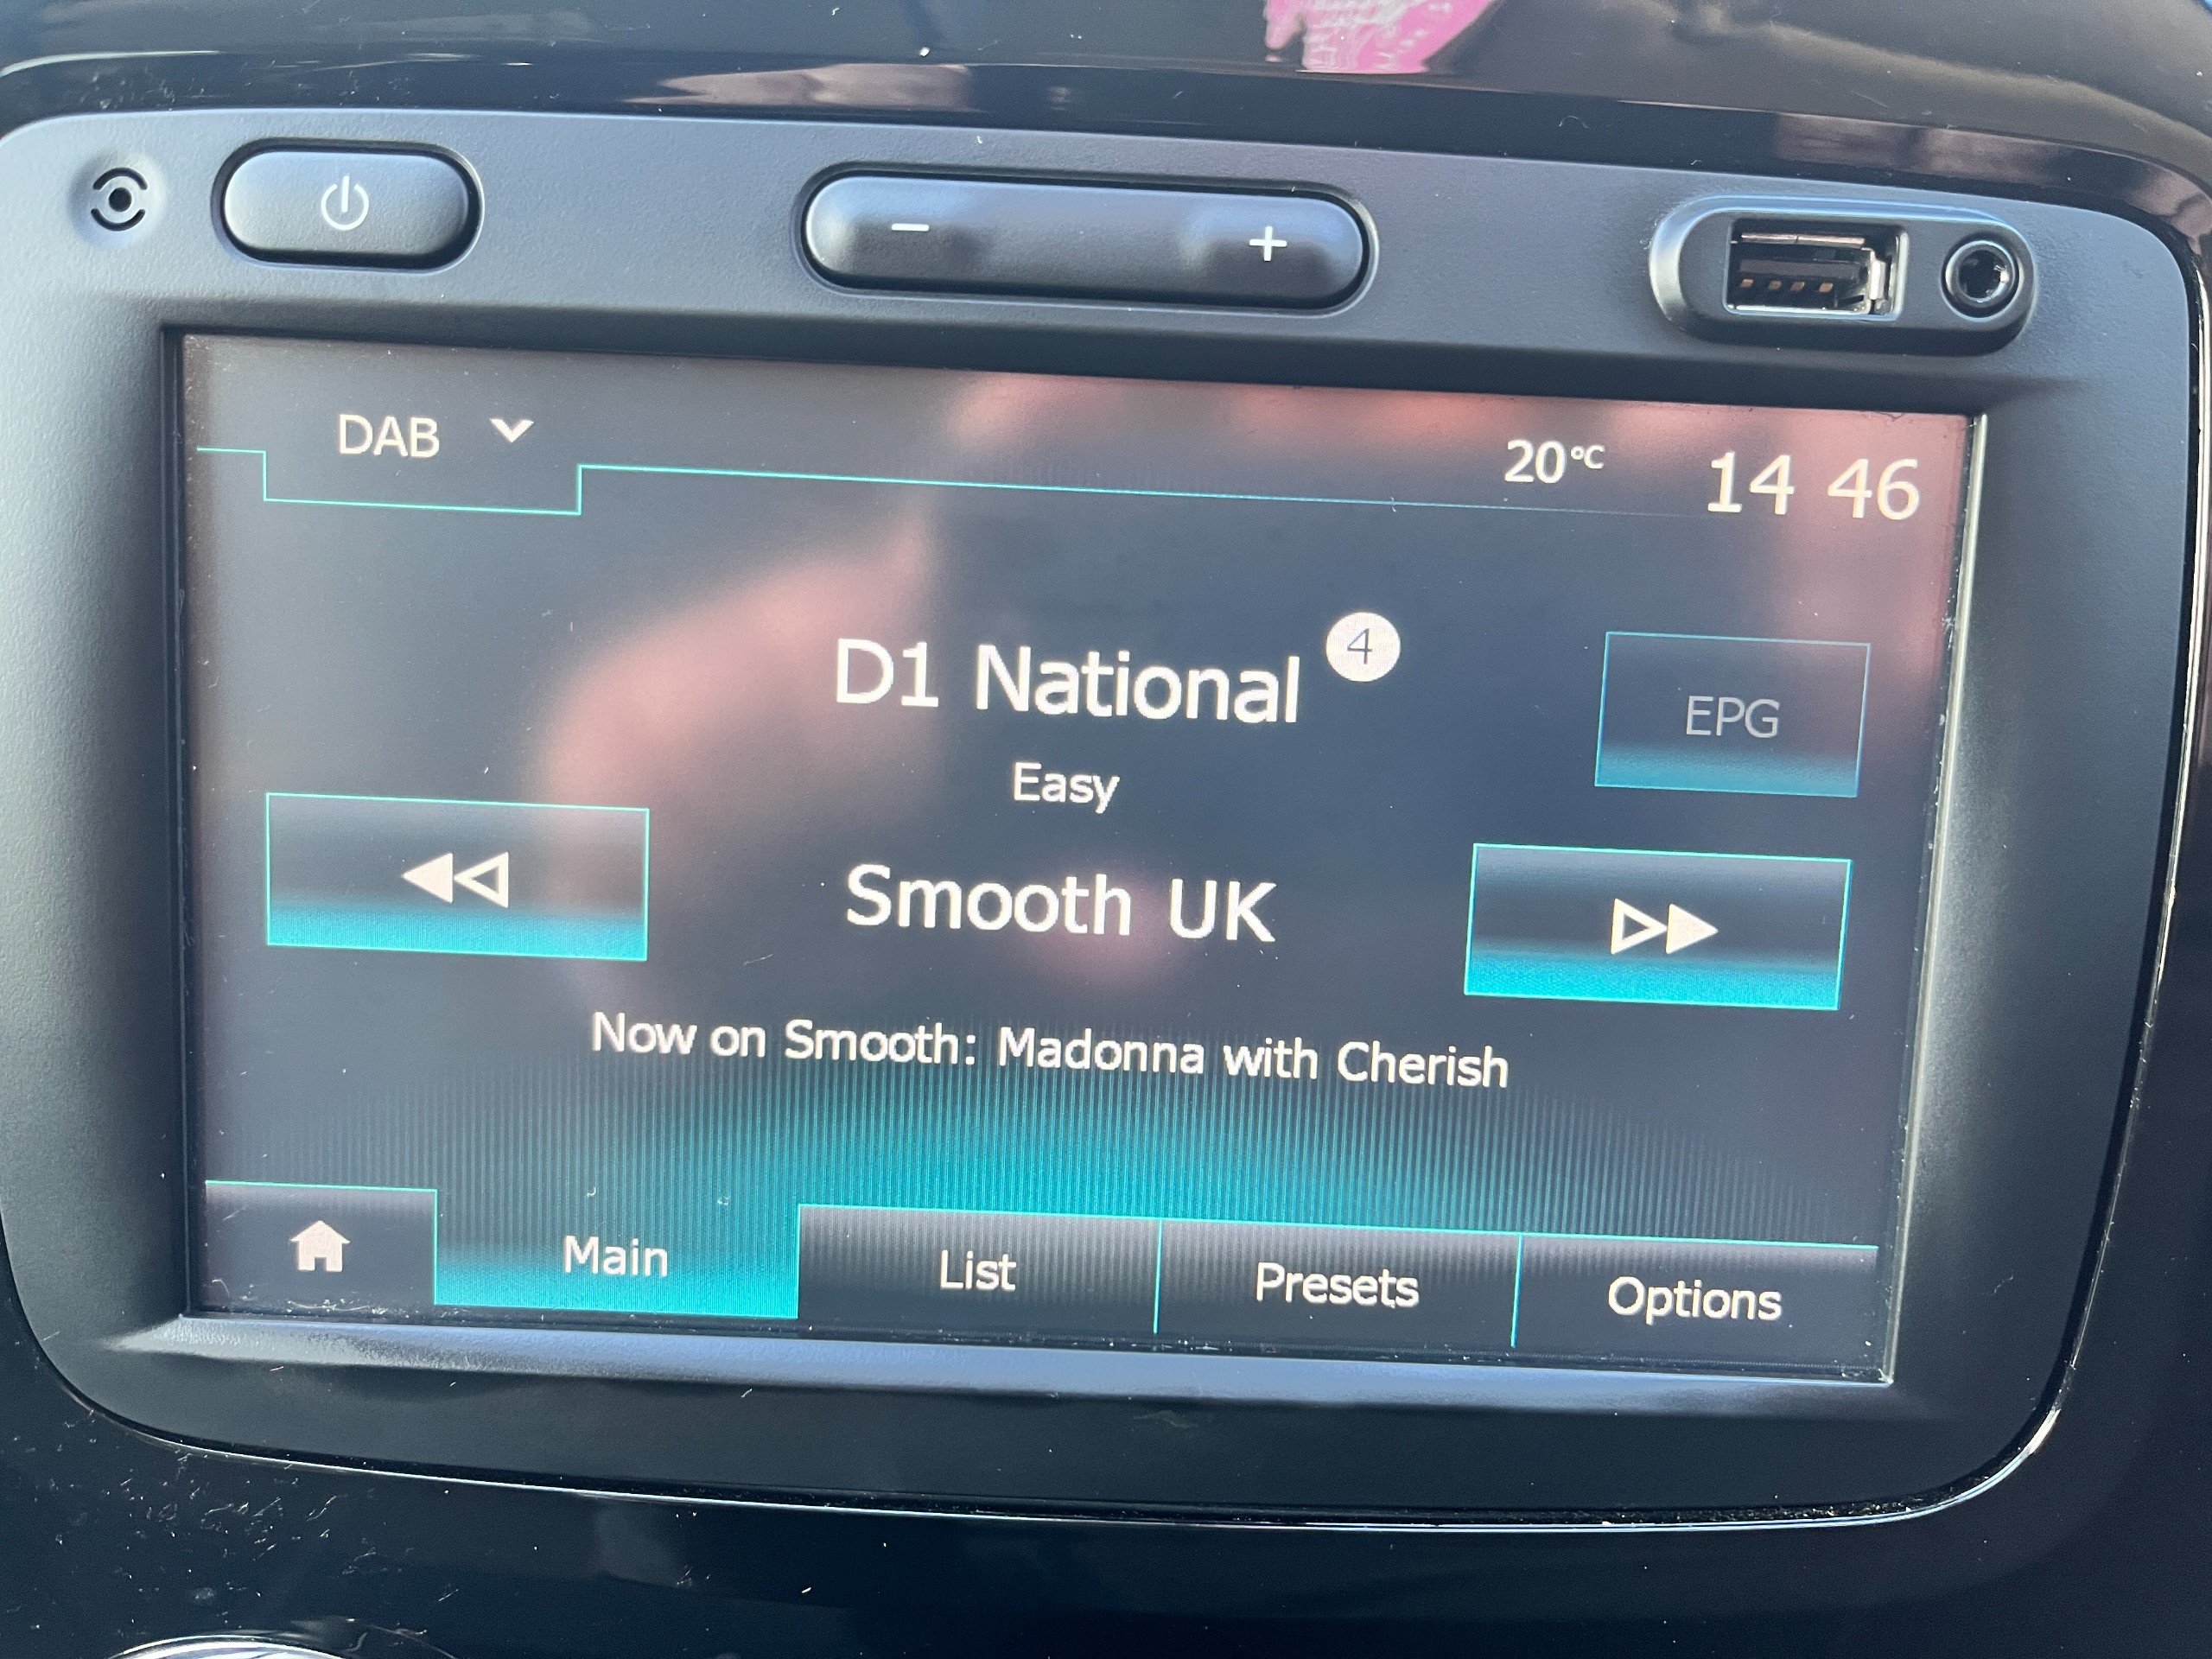 DAB
20°C 14 46
D1 National 4
EPG
Easy
Smooth UK
Now on Smooth: Madonna with Cherish
Main List Presets Options